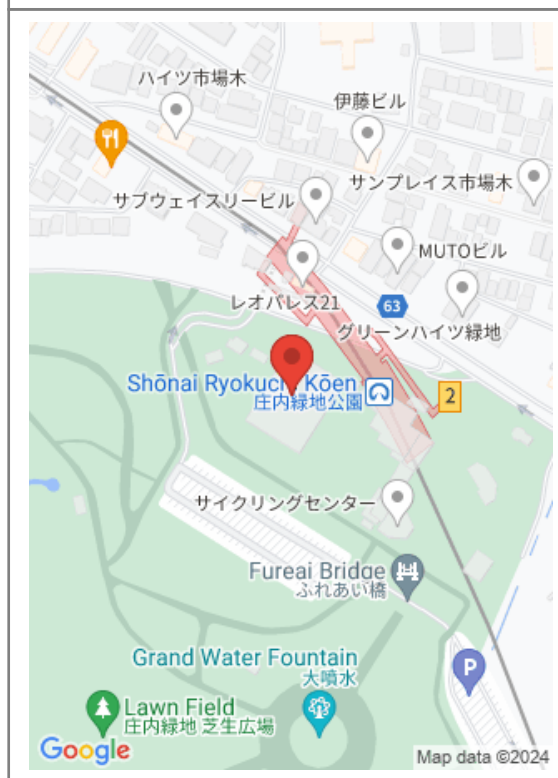 ハイツ市場木
伊藤ビル
サブウェイスリービル
サンプレイス市場木
MUTOビル
レオパレス21
63
グリーンハイツ緑地
Shōnai Ryokuchi Kōen
庄内緑地公園
2
サイクリングセンター
Fureai Bridge
ふれあい橋
Grand Water Fountain
大噴水
P
Lawn Field
庄内緑地 芝生広場
Google
Map data ©2024